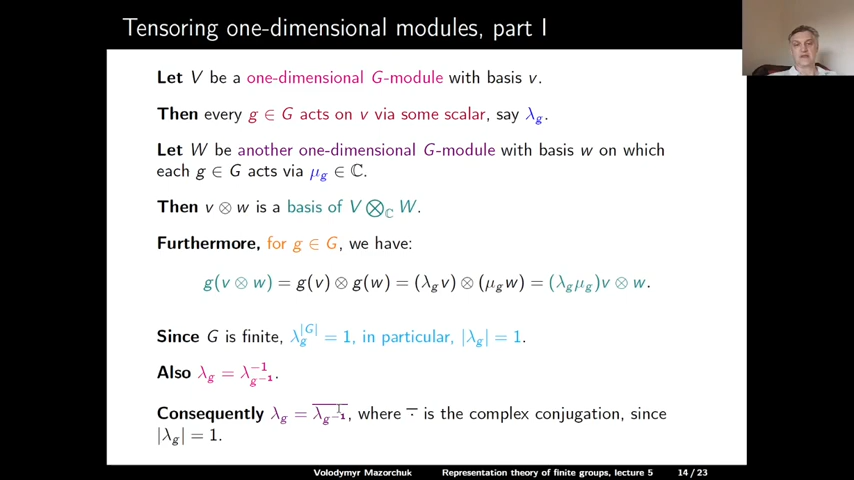 Tensoring one-dimensional modules, part I
Let V be a one-dimensional G-module with basis v.
Then every g ∈ G acts on v via some scalar, say λ_g.
Let W be another one-dimensional G-module with basis w on which
each g ∈ G acts via μ_g ∈ ℂ.
Then v ⊗ w is a basis of V ⨂_ℂ W.
Furthermore, for g ∈ G, we have:
g(v ⊗ w) = g(v) ⊗ g(w) = (λ_g v) ⊗ (μ_g w) = (λ_g μ_g)v ⊗ w.
Since G is finite, λ_g^{|G|} = 1, in particular, |λ_g| = 1.
Also λ_g = λ_{g^{-1}}^{-1}.
Consequently λ_g = \overline{λ_{g^{-1}}}, where \overline{·} is the complex conjugation, since
|λ_g| = 1.
Volodymyr Mazorchuk Representation theory of finite groups, lecture 5 14/23